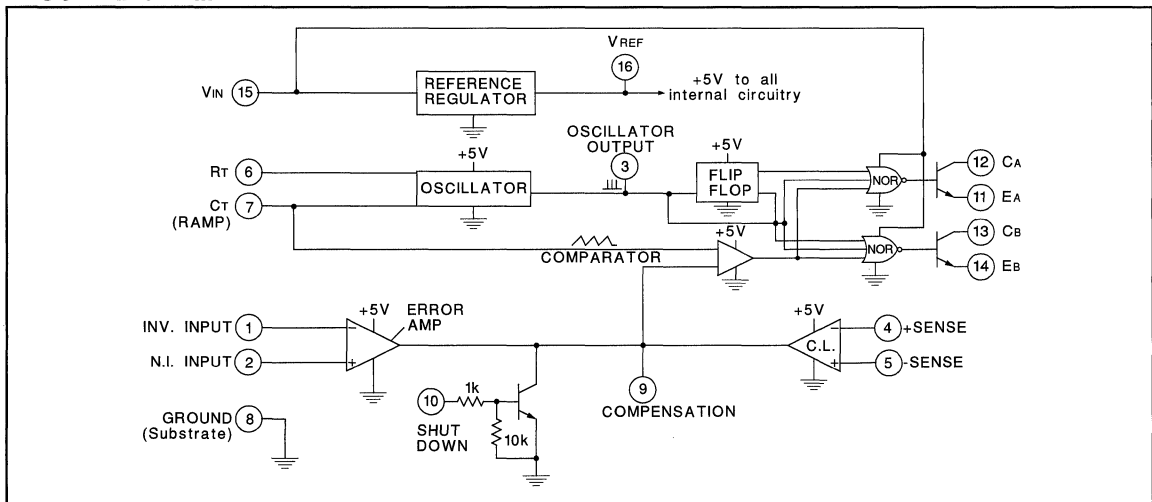 VREF
16
VIN 15
REFERENCE
REGULATOR
+5V to all
internal circuitry
OSCILLATOR
OUTPUT
3
+5V
+5V
RT 6
OSCILLATOR
FLIP
FLOP
NOR
12 CA
11 EA
CT 7
(RAMP)
+5V
COMPARATOR
NOR
13 CB
14 EB
+5V
ERROR
AMP
INV. INPUT 1
N.I. INPUT 2
+5V
C.L.
4 +SENSE
5 -SENSE
-
+
-
+
1k
10
SHUT
DOWN
10k
9
COMPENSATION
GROUND 8
(Substrate)